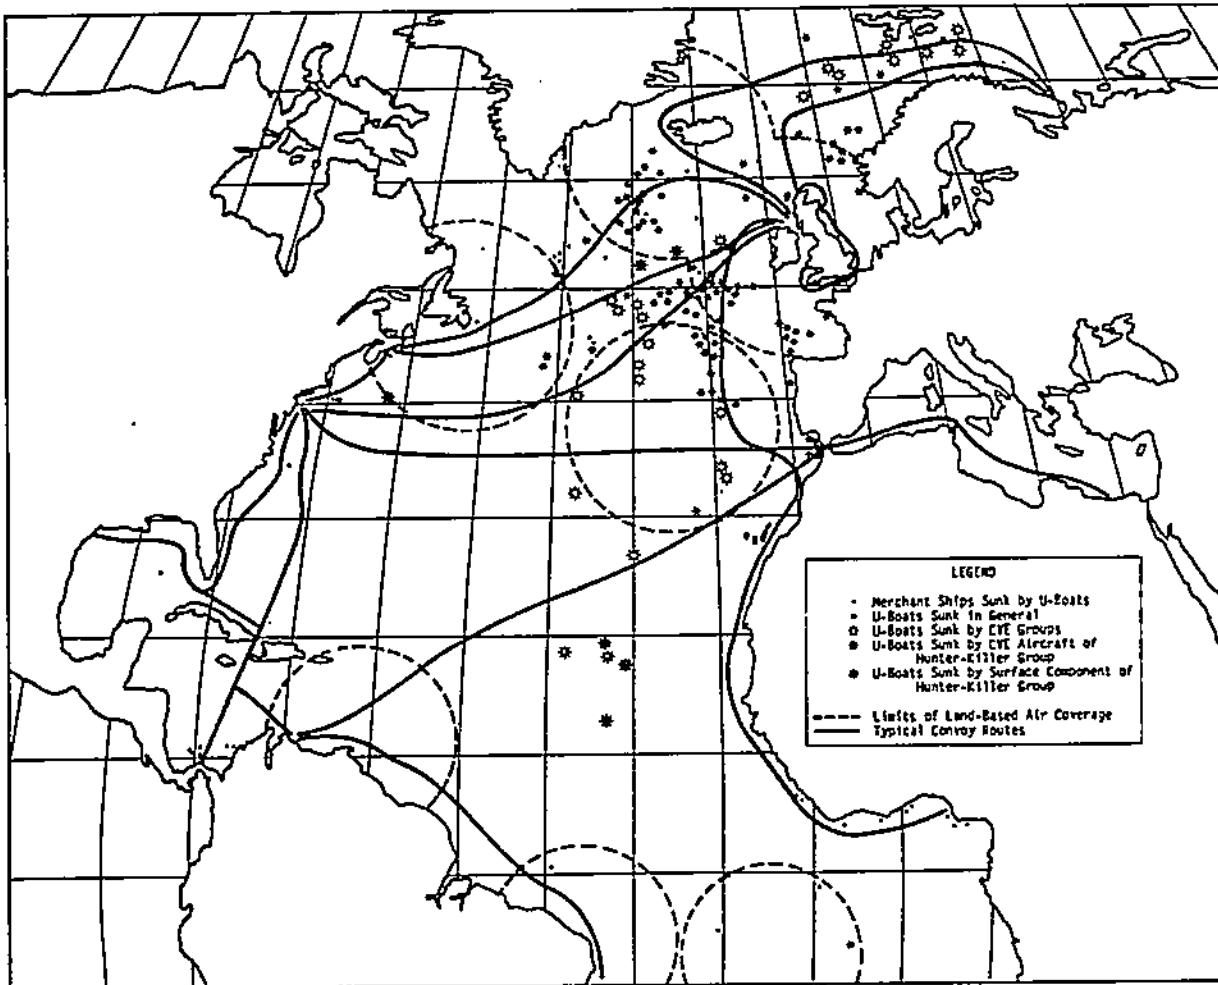 LEGEND
Merchant Ships Sunk by U-Boats
U-Boats Sunk in General
U-Boats Sunk by CVE Groups
U-Boats Sunk by CVE Aircraft of
Hunter-Killer Group
U-Boats Sunk by Surface Component of
Hunter-Killer Group
Limits of Land-Based Air Coverage
Typical Convoy Routes